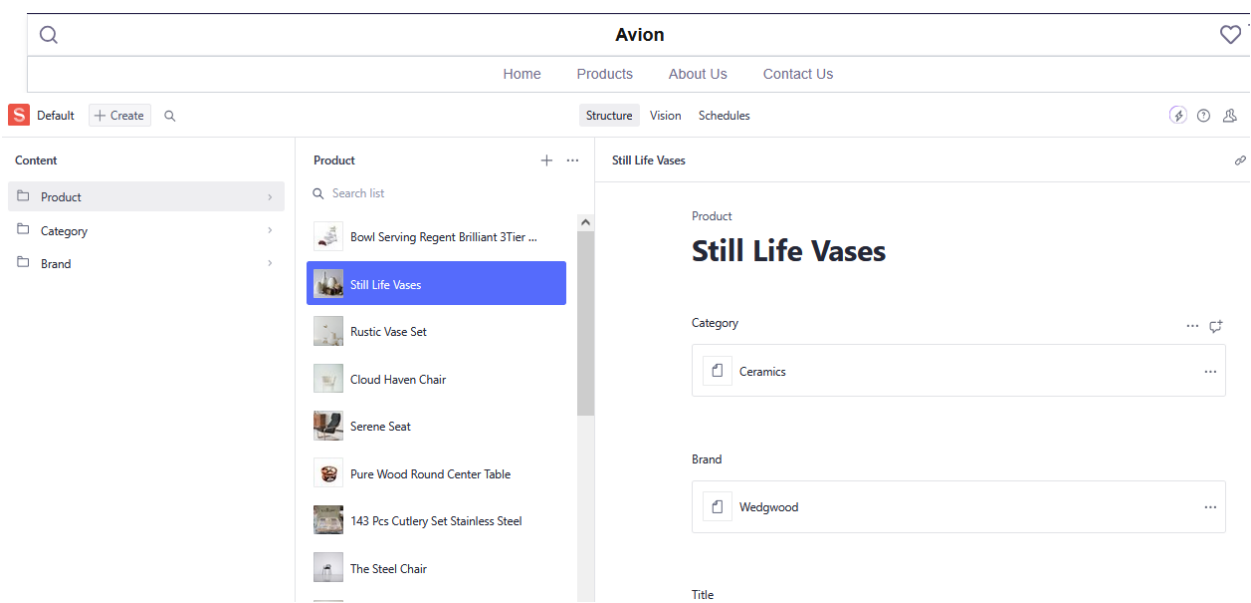 Avion
Home Products About Us Contact Us
S Default + Create Structure Vision Schedules
Content
Product
Category
Brand
Product
Search list
Bowl Serving Regent Brilliant 3Tier ...
Still Life Vases
Rustic Vase Set
Cloud Haven Chair
Serene Seat
Pure Wood Round Center Table
143 Pcs Cutlery Set Stainless Steel
The Steel Chair
Still Life Vases
Product
Still Life Vases
Category
Ceramics
Brand
Wedgwood
Title